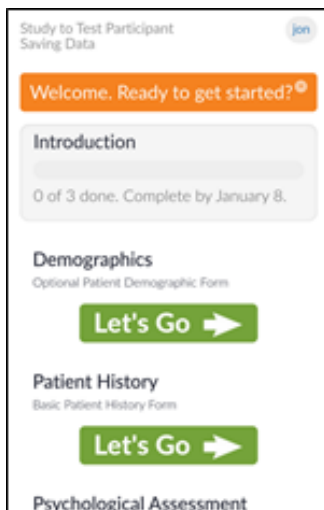 Study to Test Participant
Saving Data
jon
Welcome. Ready to get started?
Introduction
0 of 3 done. Complete by January 8.
Demographics
Optional Patient Demographic Form
Let's Go
Patient History
Basic Patient History Form
Let's Go
Psychological Assessment